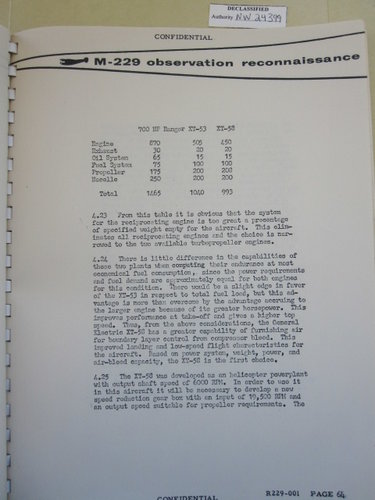 DECLASSIFIED
Authority NW 29399
CONFIDENTIAL
M-229 observation reconnaissance
700 HP Ranger XT-53 XT-58
Engine 870 505 450
Exhaust 30 20 20
Oil System 65 15 15
Fuel System 75 100 100
Propeller 175 200 208
Nacelle 250 200 200
Total 1465 1040 993
4.23 From this table it is obvious that the system
for the reciprocating engine is too great a precentage
of specified weight empty for the aircraft. This elim-
inates all reciprocating engines and the choice is nar-
rowed to the two available turbopropellor engines.
4.24 There is little difference in the capabilities of
these two plants when computing their endurance at most
economical fuel consumption, since the power requirements
and fuel demand are aproximately equal for both engines
for this condition. There would be a slight edge in favor
of the XT-53 in respect to total fuel load, but this ad-
vantage is more than overcome by the advantage accruing to
the larger engine because of its greater horsepower. This
improves performance at take-off and gives a higher top
speed. Thus, from the above considerations, the General
Electric XT-58 has a greater capability of furnishing air
for boundary layer control from compressor bleed. This
improved landing and low-speed flight characteristics for
the aircraft. Based on power system, weight, power, and
air-bleed capacity, the XT-58 is the first choice.
4.25 The XT-58 was developed as an helicopter powerplant
with output shaft speed of 6000 RPM. In order to use it
in this aircraft it will be necessary to develop a new
speed reduction gear box with an input of 19,500 RPM and
an output speed suitable for propeller requirements. The
R229-001 PAGE 64
CONFIDENTIAL